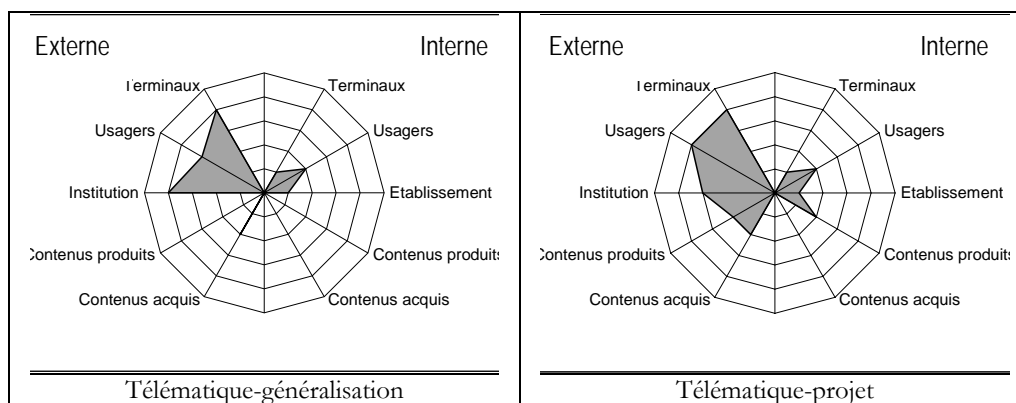 Externe Interne
Terminaux Terminaux
Usagers Usagers
Institution Etablissement
Contenus produits Contenus produits
Contenus acquis Contenus acquis
Télématique-généralisation
Externe Interne
Terminaux Terminaux
Usagers Usagers
Institution Etablissement
Contenus produits Contenus produits
Contenus acquis Contenus acquis
Télématique-projet